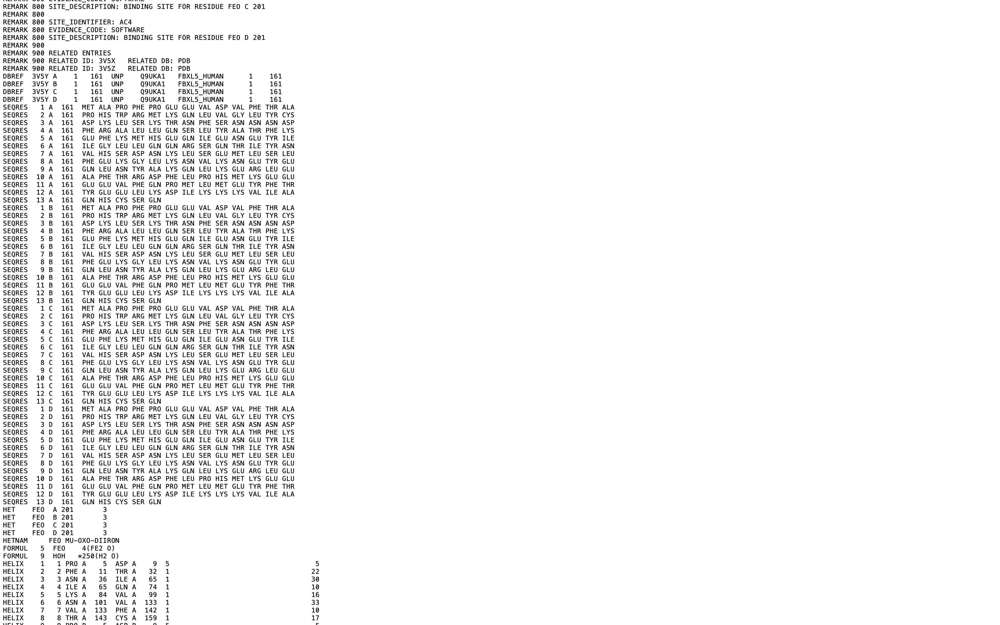 REMARK 800 EVIDENCE_CODE: SOFTWARE
REMARK 800 SITE_DESCRIPTION: BINDING SITE FOR RESIDUE FEO C 201
REMARK 800
REMARK 800 SITE_IDENTIFIER: AC4
REMARK 800 EVIDENCE_CODE: SOFTWARE
REMARK 800 SITE_DESCRIPTION: BINDING SITE FOR RESIDUE FEO D 201
REMARK 900
REMARK 900 RELATED ENTRIES
REMARK 900 RELATED ID: 3V5X   RELATED DB: PDB
REMARK 900 RELATED ID: 3V5Z   RELATED DB: PDB
DBREF  3V5Y A    1   161  UNP    Q9UKA1   FBXL5_HUMAN      1    161
DBREF  3V5Y B    1   161  UNP    Q9UKA1   FBXL5_HUMAN      1    161
DBREF  3V5Y C    1   161  UNP    Q9UKA1   FBXL5_HUMAN      1    161
DBREF  3V5Y D    1   161  UNP    Q9UKA1   FBXL5_HUMAN      1    161
SEQRES   1 A  161  MET ALA PRO PHE PRO GLU GLU VAL ASP VAL PHE THR ALA
SEQRES   2 A  161  PRO HIS TRP ARG MET LYS GLN LEU VAL GLY LEU TYR CYS
SEQRES   3 A  161  ASP LYS LEU SER LYS THR ASN PHE SER ASN ASN ASN ASP
SEQRES   4 A  161  PHE ARG ALA LEU LEU GLN SER LEU TYR ALA THR PHE LYS
SEQRES   5 A  161  GLU PHE LYS MET HIS GLU GLN ILE GLU ASN GLU TYR ILE
SEQRES   6 A  161  ILE GLY LEU LEU GLN GLN ARG SER GLN THR ILE TYR ASN
SEQRES   7 A  161  VAL HIS SER ASP ASN LYS LEU SER GLU MET LEU SER LEU
SEQRES   8 A  161  PHE GLU LYS GLY LEU LYS ASN VAL LYS ASN GLU TYR GLU
SEQRES   9 A  161  GLN LEU ASN TYR ALA LYS GLN LEU LYS GLU ARG LEU GLU
SEQRES  10 A  161  ALA PHE THR ARG ASP PHE LEU PRO HIS MET LYS GLU GLU
SEQRES  11 A  161  GLU GLU VAL PHE GLN PRO MET LEU MET GLU TYR PHE THR
SEQRES  12 A  161  TYR GLU GLU LEU LYS ASP ILE LYS LYS LYS VAL ILE ALA
SEQRES  13 A  161  GLN HIS CYS SER GLN
SEQRES   1 B  161  MET ALA PRO PHE PRO GLU GLU VAL ASP VAL PHE THR ALA
SEQRES   2 B  161  PRO HIS TRP ARG MET LYS GLN LEU VAL GLY LEU TYR CYS
SEQRES   3 B  161  ASP LYS LEU SER LYS THR ASN PHE SER ASN ASN ASN ASP
SEQRES   4 B  161  PHE ARG ALA LEU LEU GLN SER LEU TYR ALA THR PHE LYS
SEQRES   5 B  161  GLU PHE LYS MET HIS GLU GLN ILE GLU ASN GLU TYR ILE
SEQRES   6 B  161  ILE GLY LEU LEU GLN GLN ARG SER GLN THR ILE TYR ASN
SEQRES   7 B  161  VAL HIS SER ASP ASN LYS LEU SER GLU MET LEU SER LEU
SEQRES   8 B  161  PHE GLU LYS GLY LEU LYS ASN VAL LYS ASN GLU TYR GLU
SEQRES   9 B  161  GLN LEU ASN TYR ALA LYS GLN LEU LYS GLU ARG LEU GLU
SEQRES  10 B  161  ALA PHE THR ARG ASP PHE LEU PRO HIS MET LYS GLU GLU
SEQRES  11 B  161  GLU GLU VAL PHE GLN PRO MET LEU MET GLU TYR PHE THR
SEQRES  12 B  161  TYR GLU GLU LEU LYS ASP ILE LYS LYS LYS VAL ILE ALA
SEQRES  13 B  161  GLN HIS CYS SER GLN
SEQRES   1 C  161  MET ALA PRO PHE PRO GLU GLU VAL ASP VAL PHE THR ALA
SEQRES   2 C  161  PRO HIS TRP ARG MET LYS GLN LEU VAL GLY LEU TYR CYS
SEQRES   3 C  161  ASP LYS LEU SER LYS THR ASN PHE SER ASN ASN ASN ASP
SEQRES   4 C  161  PHE ARG ALA LEU LEU GLN SER LEU TYR ALA THR PHE LYS
SEQRES   5 C  161  GLU PHE LYS MET HIS GLU GLN ILE GLU ASN GLU TYR ILE
SEQRES   6 C  161  ILE GLY LEU LEU GLN GLN ARG SER GLN THR ILE TYR ASN
SEQRES   7 C  161  VAL HIS SER ASP ASN LYS LEU SER GLU MET LEU SER LEU
SEQRES   8 C  161  PHE GLU LYS GLY LEU LYS ASN VAL LYS ASN GLU TYR GLU
SEQRES   9 C  161  GLN LEU ASN TYR ALA LYS GLN LEU LYS GLU ARG LEU GLU
SEQRES  10 C  161  ALA PHE THR ARG ASP PHE LEU PRO HIS MET LYS GLU GLU
SEQRES  11 C  161  GLU GLU VAL PHE GLN PRO MET LEU MET GLU TYR PHE THR
SEQRES  12 C  161  TYR GLU GLU LEU LYS ASP ILE LYS LYS LYS VAL ILE ALA
SEQRES  13 C  161  GLN HIS CYS SER GLN
SEQRES   1 D  161  MET ALA PRO PHE PRO GLU GLU VAL ASP VAL PHE THR ALA
SEQRES   2 D  161  PRO HIS TRP ARG MET LYS GLN LEU VAL GLY LEU TYR CYS
SEQRES   3 D  161  ASP LYS LEU SER LYS THR ASN PHE SER ASN ASN ASN ASP
SEQRES   4 D  161  PHE ARG ALA LEU LEU GLN SER LEU TYR ALA THR PHE LYS
SEQRES   5 D  161  GLU PHE LYS MET HIS GLU GLN ILE GLU ASN GLU TYR ILE
SEQRES   6 D  161  ILE GLY LEU LEU GLN GLN ARG SER GLN THR ILE TYR ASN
SEQRES   7 D  161  VAL HIS SER ASP ASN LYS LEU SER GLU MET LEU SER LEU
SEQRES   8 D  161  PHE GLU LYS GLY LEU LYS ASN VAL LYS ASN GLU TYR GLU
SEQRES   9 D  161  GLN LEU ASN TYR ALA LYS GLN LEU LYS GLU ARG LEU GLU
SEQRES  10 D  161  ALA PHE THR ARG ASP PHE LEU PRO HIS MET LYS GLU GLU
SEQRES  11 D  161  GLU GLU VAL PHE GLN PRO MET LEU MET GLU TYR PHE THR
SEQRES  12 D  161  TYR GLU GLU LEU LYS ASP ILE LYS LYS LYS VAL ILE ALA
SEQRES  13 D  161  GLN HIS CYS SER GLN
HET    FEO  A 201       3
HET    FEO  B 201       3
HET    FEO  C 201       3
HET    FEO  D 201       3
HETNAM     FEO MU-OXO-DIIRON
FORMUL   5  FEO    4(FE2 O)
FORMUL   9  HOH   *250(H2 O)
HELIX    1   1 PRO A    5  ASP A    9  5                                   5
HELIX    2   2 PHE A   11  THR A   32  1                                  22
HELIX    3   3 ASN A   36  ILE A   65  1                                  30
HELIX    4   4 ILE A   65  GLN A   74  1                                  10
HELIX    5   5 LYS A   84  VAL A   99  1                                  16
HELIX    6   6 ASN A  101  VAL A  133  1                                  33
HELIX    7   7 VAL A  133  PHE A  142  1                                  10
HELIX    8   8 THR A  143  CYS A  159  1                                  17
HELIX    9   9 PRO B    5  ASP B    9  5                                   5